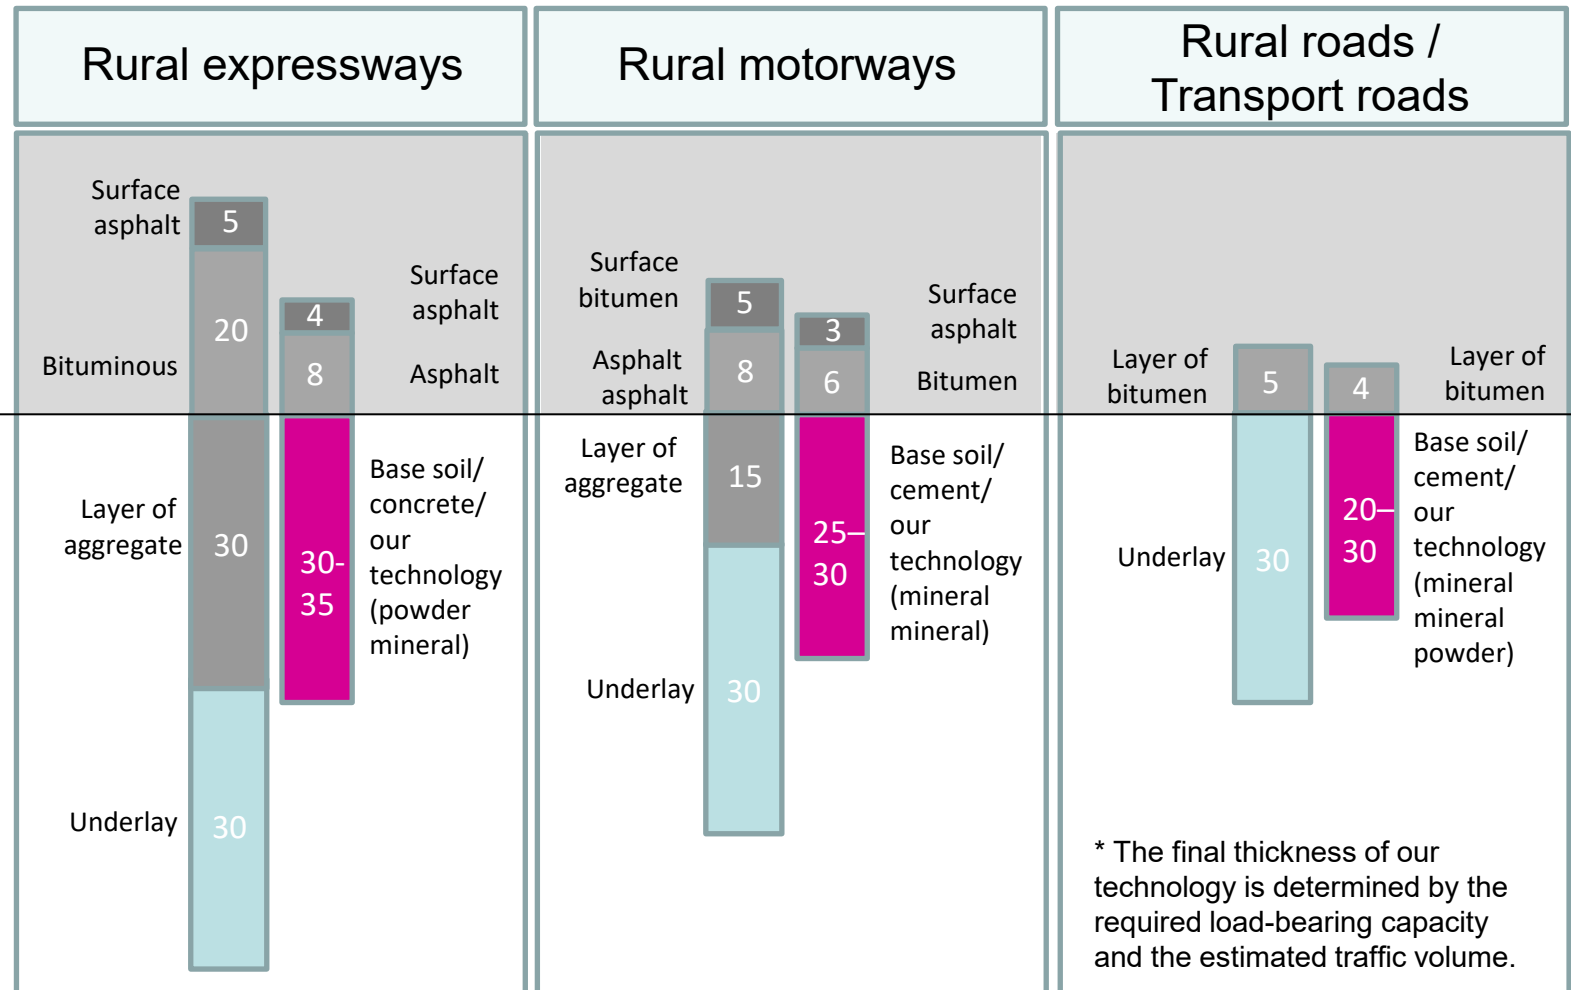 Rural expressways
Surface
asphalt
5
20
Bituminous
Layer of
aggregate
30
Underlay
30
4
8
30-
35
Surface
asphalt
Asphalt
Base soil/
concrete/
our
technology
(powder
mineral)
Rural motorways
Surface
bitumen
5
Asphalt
asphalt
8
Layer of
aggregate
15
Underlay
30
3
6
25–
30
Surface
asphalt
Bitumen
Base soil/
cement/
our
technology
(mineral
mineral)
Rural roads /
Transport roads
Layer of
bitumen
5
Underlay
30
4
20–
30
Layer of
bitumen
Base soil/
cement/
our
technology
(mineral
mineral
powder)
* The final thickness of our
technology is determined by the
required load-bearing capacity
and the estimated traffic volume.